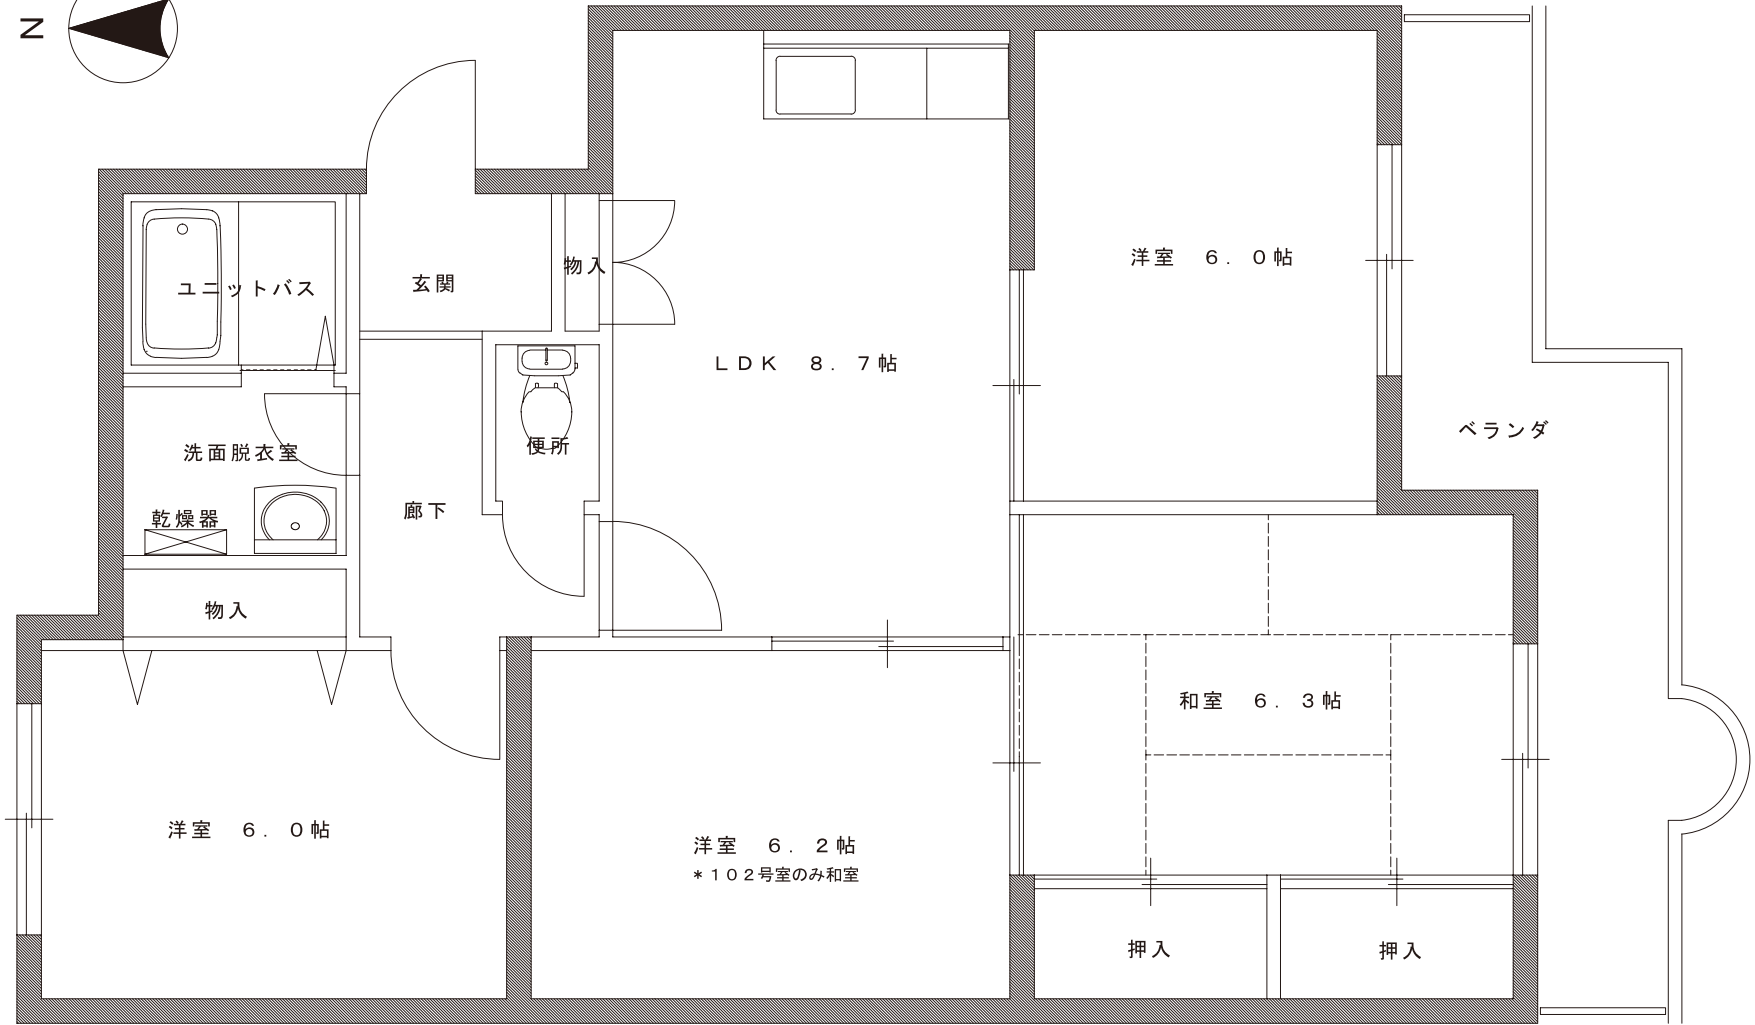 N
洋室　６．０帖
物入
玄関
ユニットバス
ＬＤＫ　８．７帖
ベランダ
便所
洗面脱衣室
廊下
乾燥器
物入
和室　６．３帖
洋室　６．０帖
洋室　６．２帖
＊１０２号室のみ和室
押入
押入